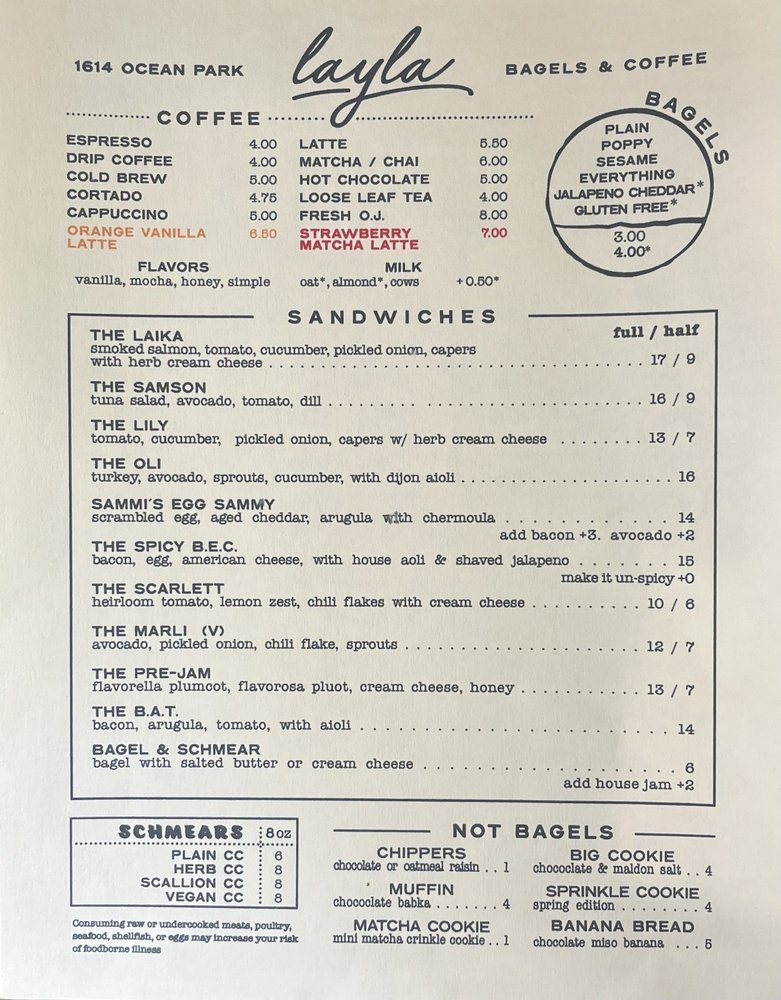 1614 OCEAN PARK
layla
BAGELS & COFFEE
COFFEE
ESPRESSO 4.00
DRIP COFFEE 4.00
COLD BREW 5.00
CORTADO 4.75
CAPPUCCINO 5.00
ORANGE VANILLA 6.50
LATTE
LATTE 5.50
MATCHA / CHAI 6.00
HOT CHOCOLATE 5.00
LOOSE LEAF TEA 4.00
FRESH O.J. 8.00
STRAWBERRY 7.00
MATCHA LATTE
FLAVORS
vanilla, mocha, honey, simple
MILK
oat*, almond*, cows +0.50*
BAGELS
PLAIN
POPPY
SESAME
EVERYTHING
JALAPENO CHEDDAR*
GLUTEN FREE*
3.00
4.00*
SANDWICHES
full / half
THE LAIKA
smoked salmon, tomato, cucumber, pickled onion, capers
with herb cream cheese 17 / 9
THE SAMSON
tuna salad, avocado, tomato, dill 16 / 9
THE LILY
tomato, cucumber, pickled onion, capers w/ herb cream cheese 13 / 7
THE OLI
turkey, avocado, sprouts, cucumber, with dijon aioli 16
SAMMI'S EGG SAMMY
scrambled egg, aged cheddar, arugula with chermoula 14
add bacon +3. avocado +2
THE SPICY B.E.C.
bacon, egg, american cheese, with house aoli & shaved jalapeno 15
make it un-spicy +0
THE SCARLETT
heirloom tomato, lemon zest, chili flakes with cream cheese 10 / 6
THE MARLI (V)
avocado, pickled onion, chili flake, sprouts 12 / 7
THE PRE-JAM
flavorella plumcot, flavorosa pluot, cream cheese, honey 13 / 7
THE B.A.T.
bacon, arugula, tomato, with aioli 14
BAGEL & SCHMEAR
bagel with salted butter or cream cheese 6
add house jam +2
SCHMEARS 8oz
PLAIN CC 6
HERB CC 8
SCALLION CC 8
VEGAN CC 8
Consuming raw or undercooked meats, poultry,
seafood, shellfish, or eggs may increase your risk
of foodborne illness
NOT BAGELS
CHIPPERS
chocolate or oatmeal raisin . . 1
MUFFIN
chococolate babka . . . . . . . 4
MATCHA COOKIE
mini matcha crinkle cookie . . 1
BIG COOKIE
chococolate & maldon salt . . 4
SPRINKLE COOKIE
spring edition . . . . . . . . 4
BANANA BREAD
chocolate miso banana . . . 5